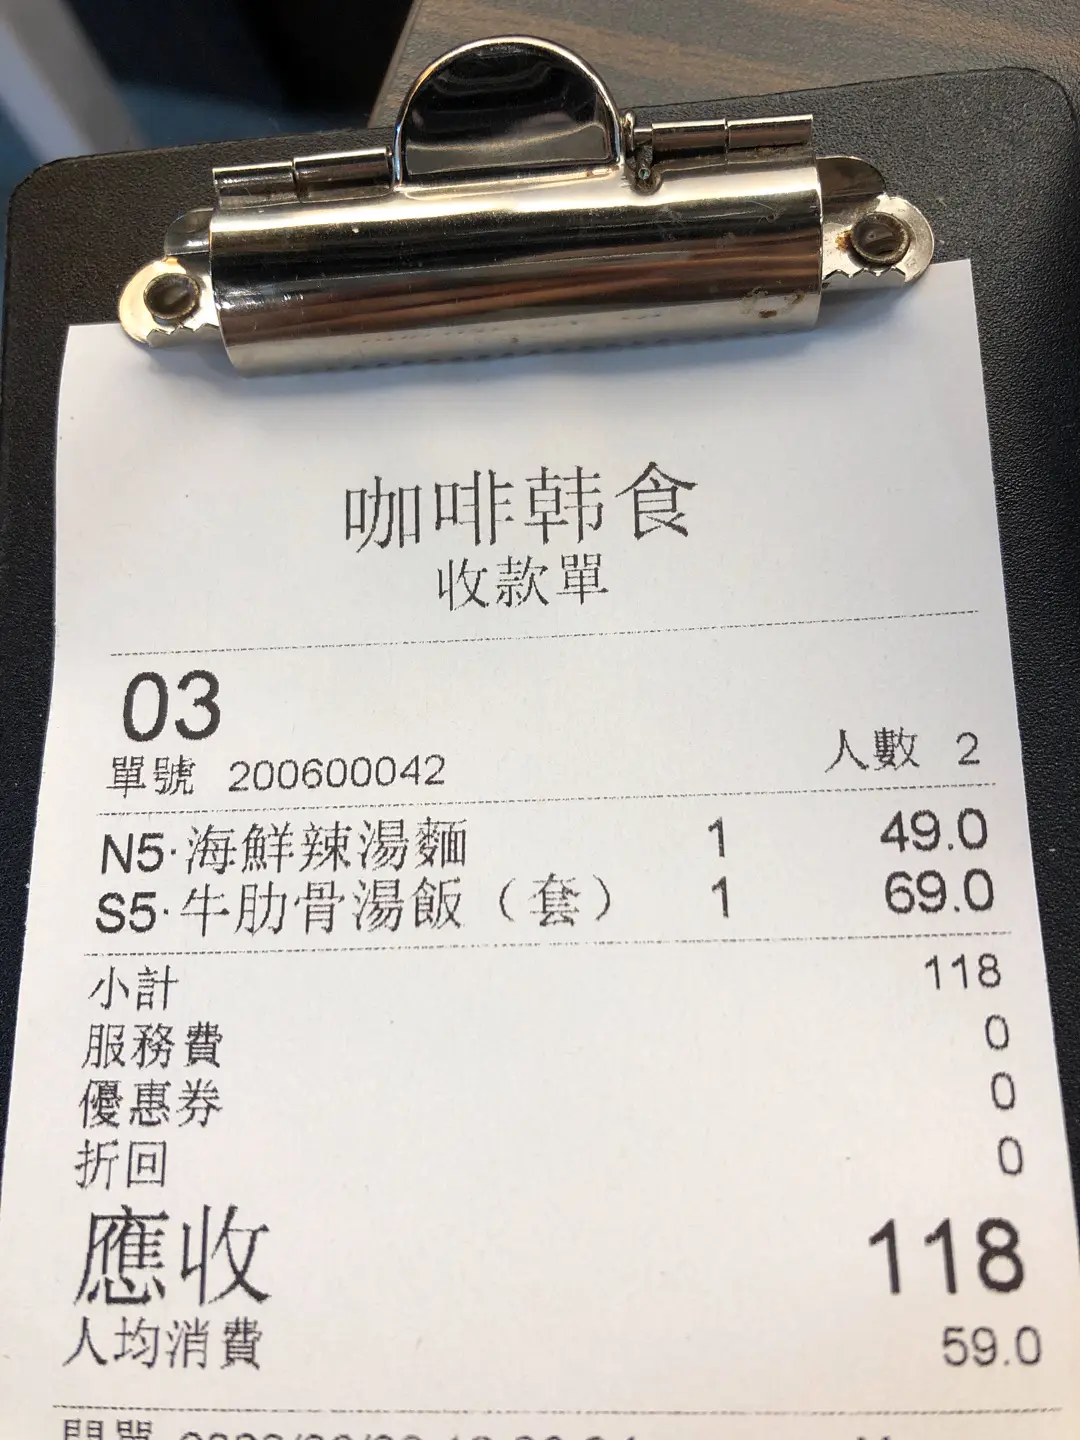 咖啡韩食
收款單
03
單號 200600042 人數 2
N5·海鮮辣湯麵 1 49.0
S5·牛肋骨湯飯（套） 1 69.0
小計 118
服務費 0
優惠券 0
折回 0
應收 118
人均消費 59.0
開單